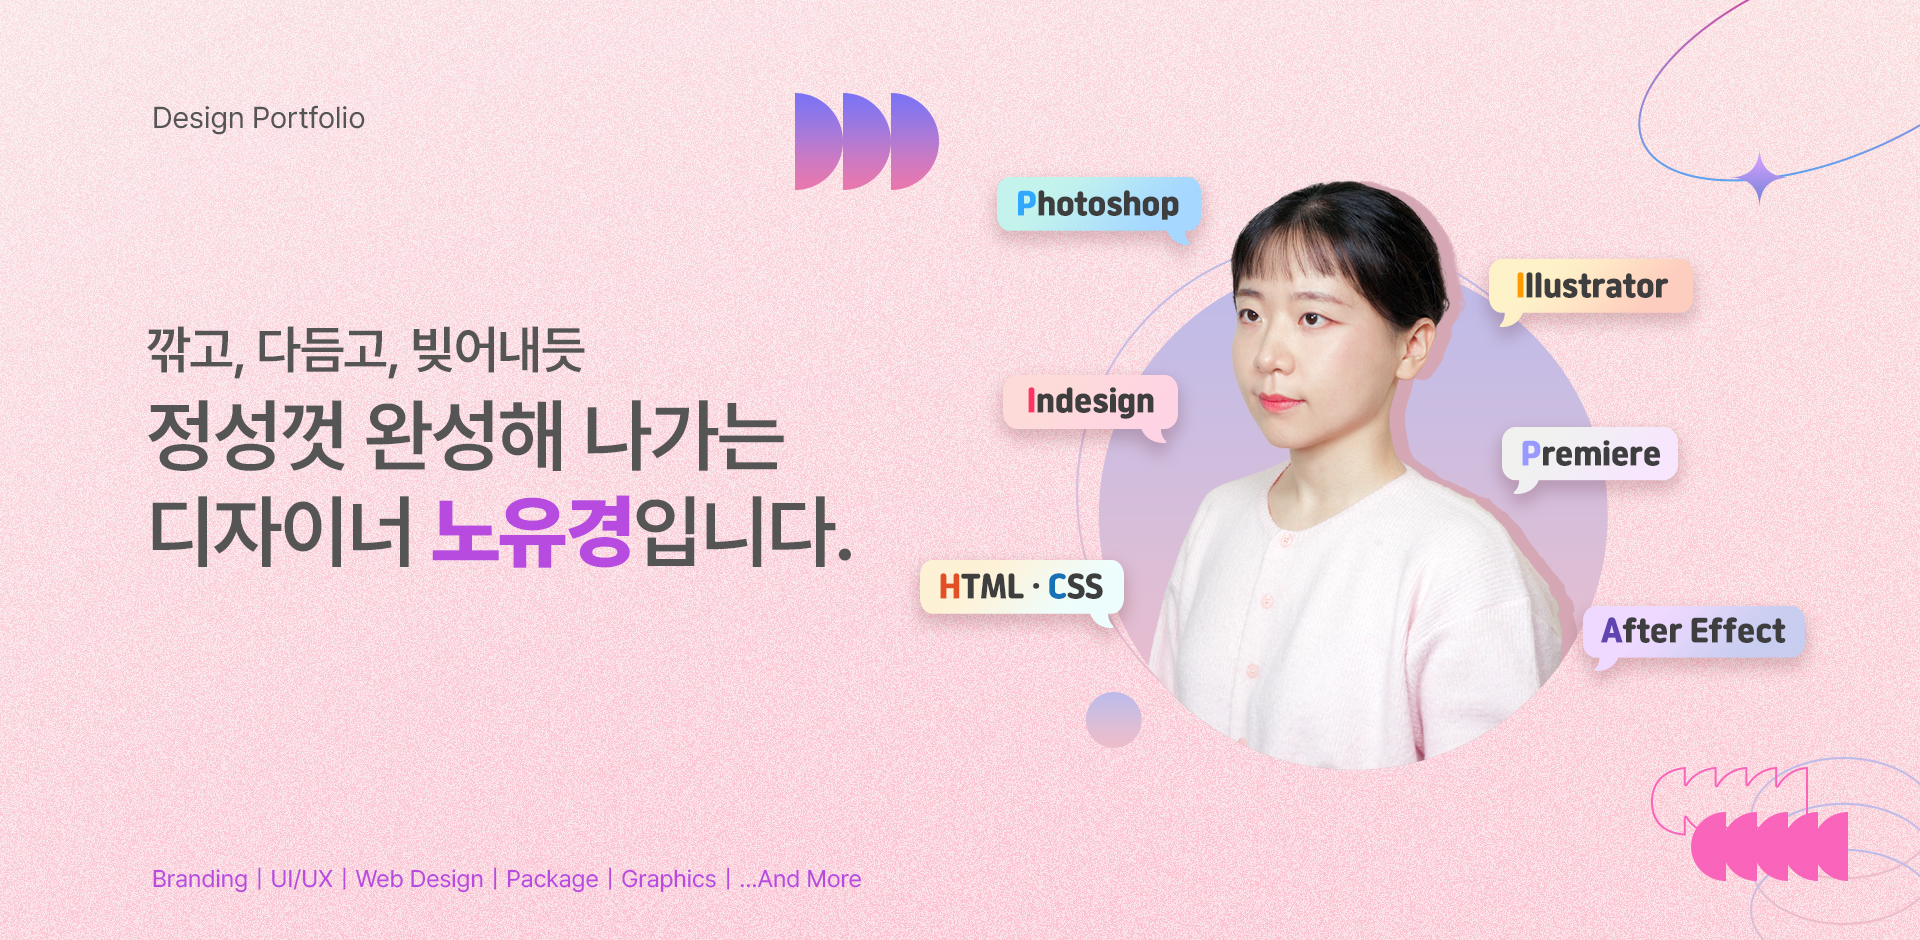 Design Portfolio
깎고, 다듬고, 빚어내듯
정성껏 완성해 나가는
디자이너 노유경입니다.
Photoshop
Illustrator
Indesign
Premiere
HTML · CSS
After Effect
Branding | UI/UX | Web Design | Package | Graphics | ...And More